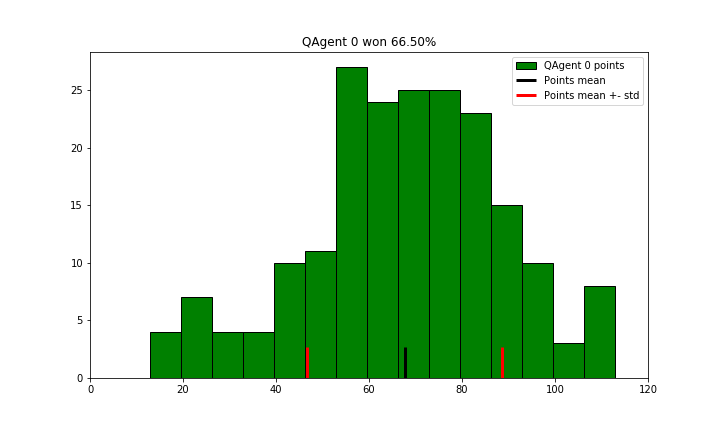 QAgent 0 won 66.50%
QAgent 0 points
Points mean
Points mean +- std
25
20
15
10
5
0
0 20 40 60 80 100 120